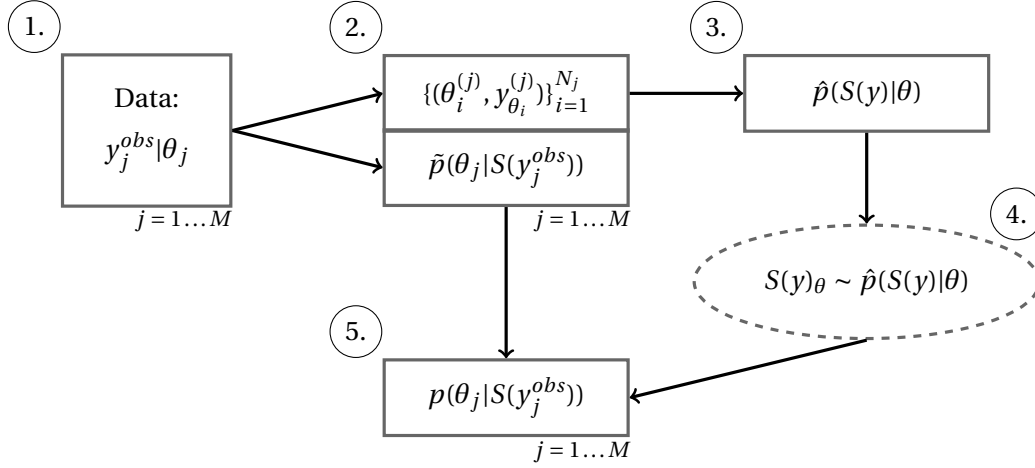 1.
Data:
y_j^{obs}|θ_j
j = 1…M
2.
{(θ_i^{(j)}, y_{θ_i}^{(j)})}_{i=1}^{N_j}
p̃(θ_j|S(y_j^{obs}))
j = 1…M
3.
p̂(S(y)|θ)
4.
S(y)_θ ∼ p̂(S(y)|θ)
5.
p(θ_j|S(y_j^{obs}))
j = 1…M